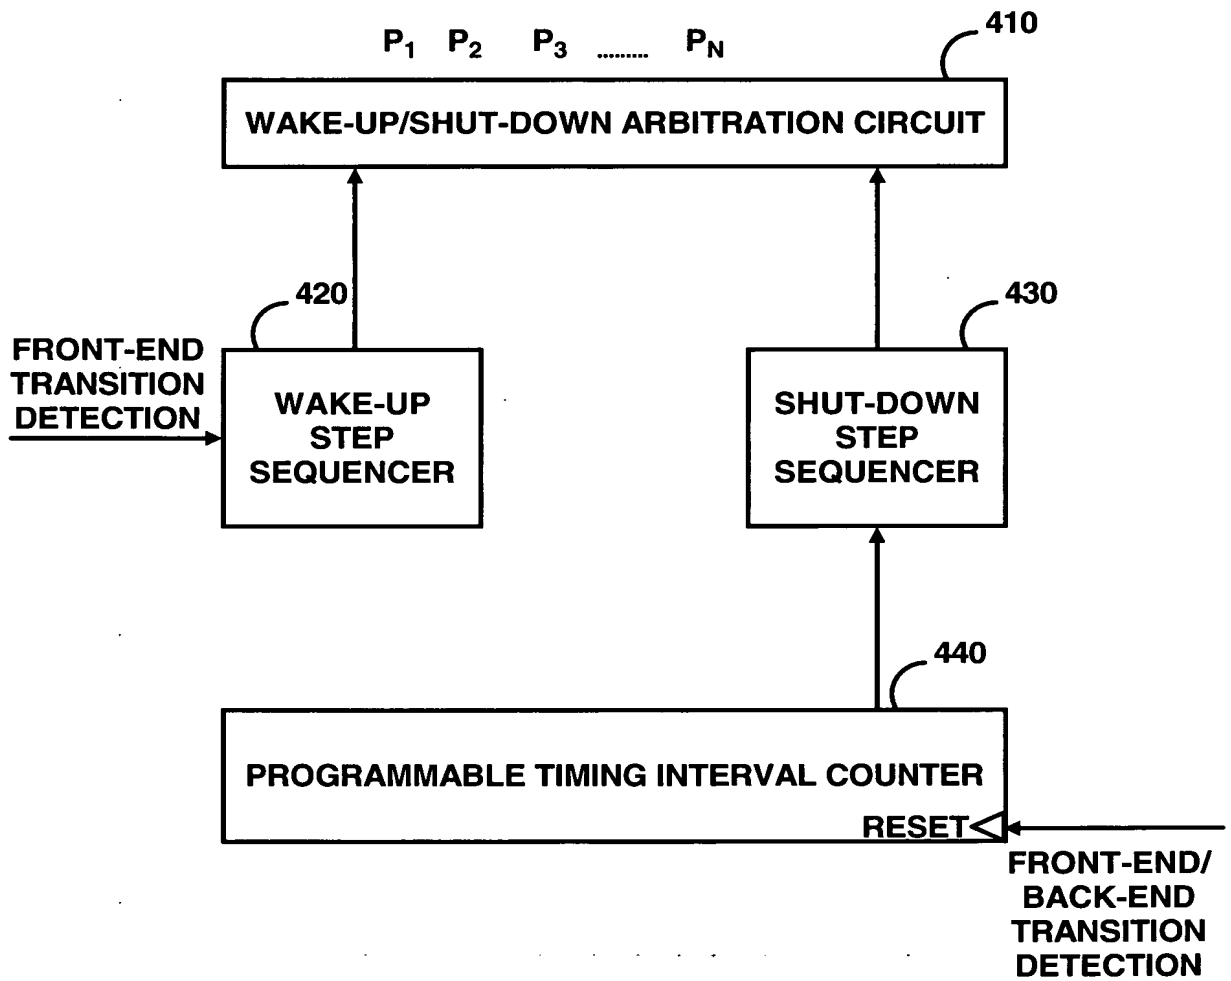 410
P1 P2 P3 ......... PN
WAKE-UP/SHUT-DOWN ARBITRATION CIRCUIT
420
430
FRONT-END
TRANSITION
DETECTION
WAKE-UP
STEP
SEQUENCER
SHUT-DOWN
STEP
SEQUENCER
440
PROGRAMMABLE TIMING INTERVAL COUNTER
RESET
FRONT-END/
BACK-END
TRANSITION
DETECTION